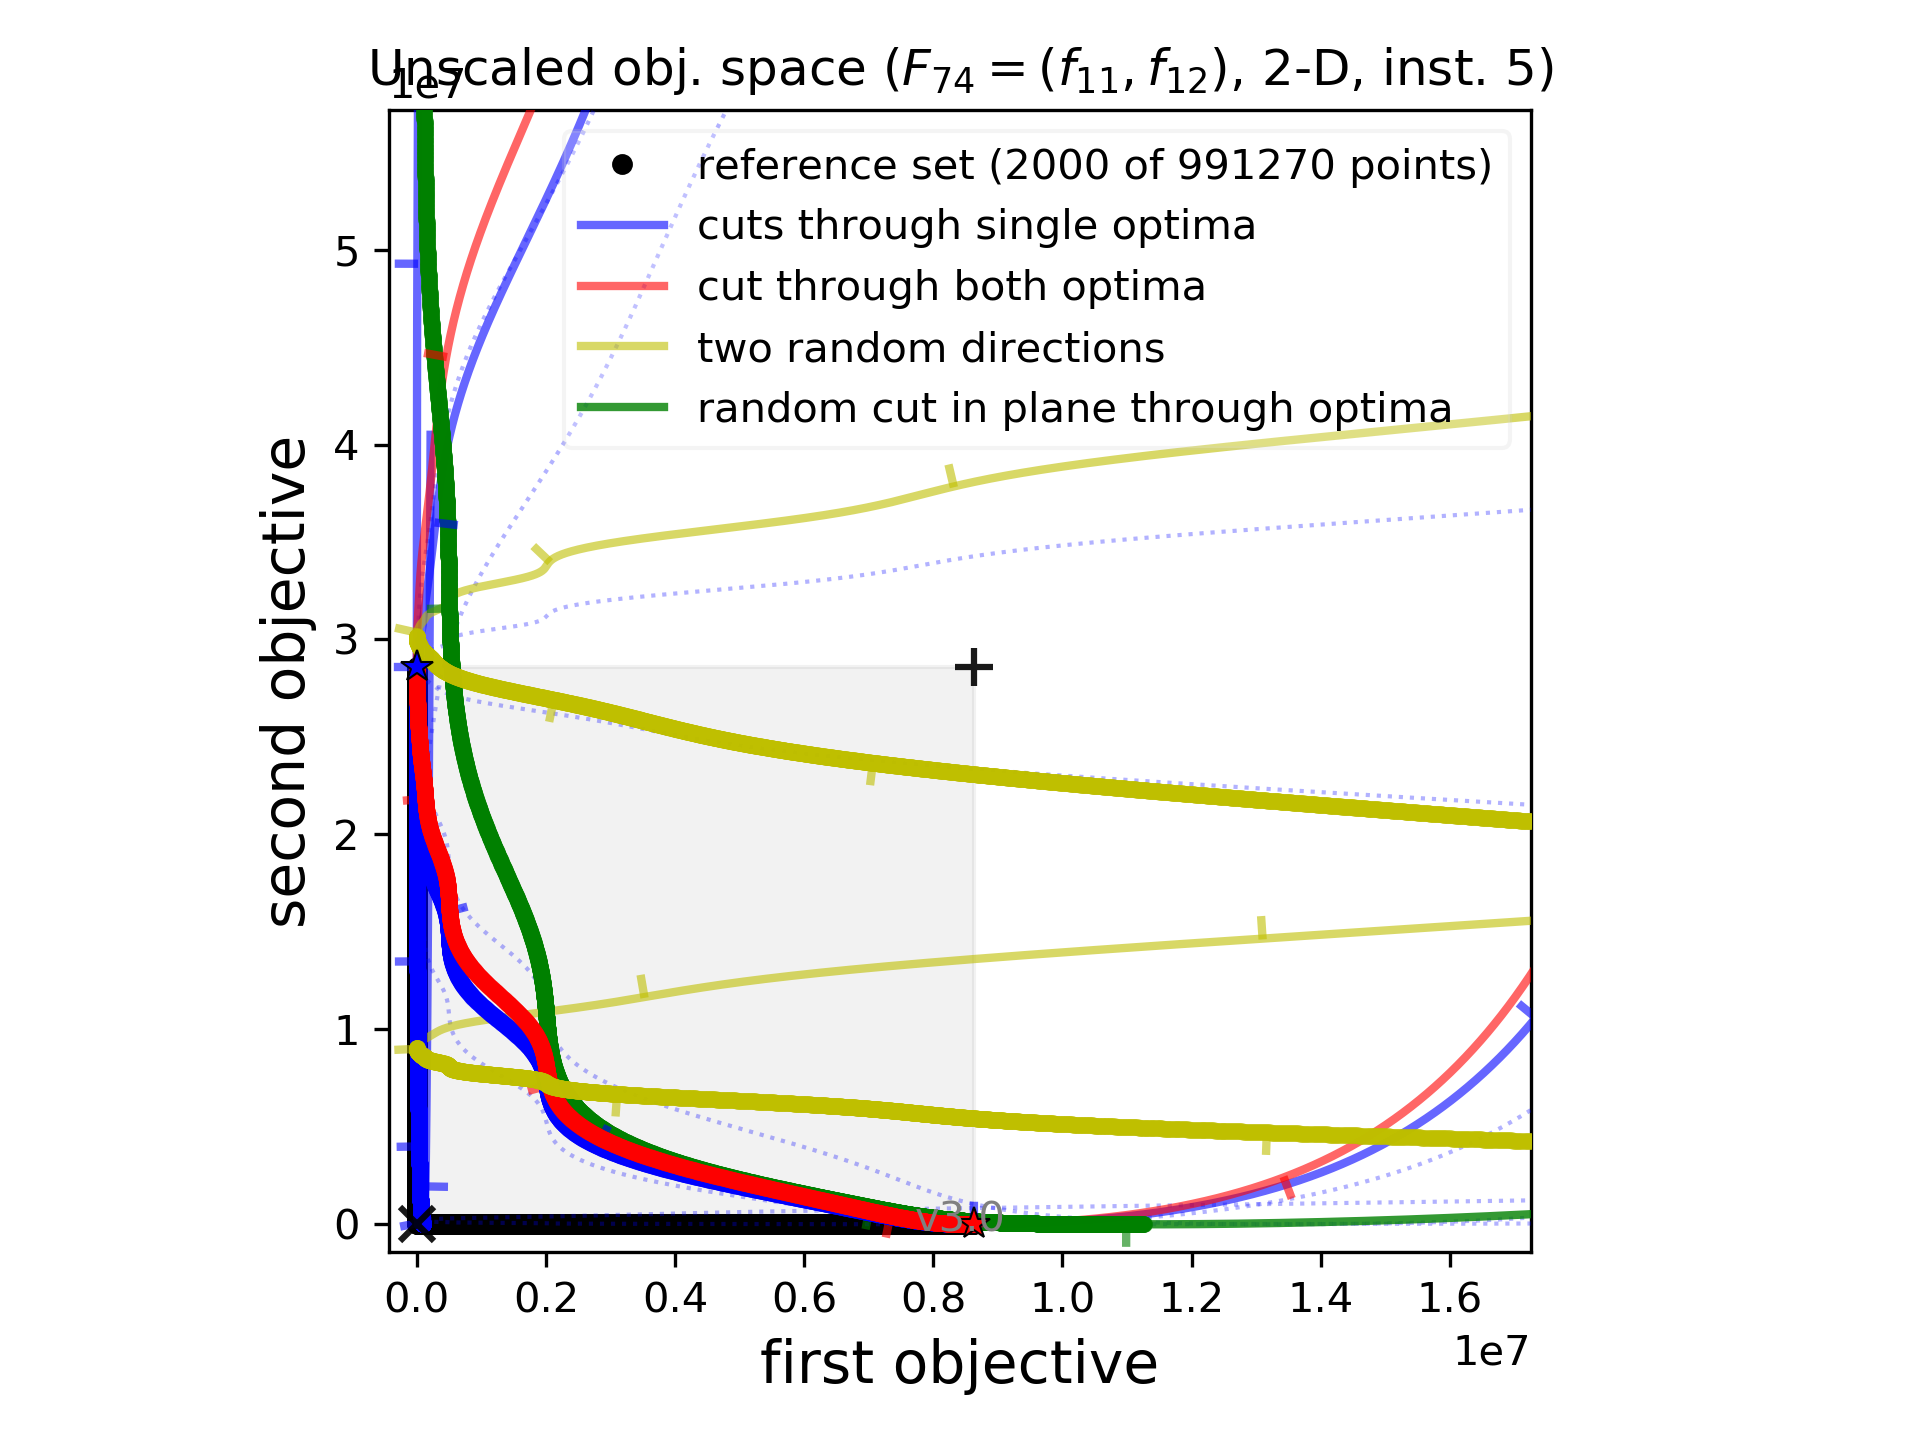 Unscaled obj. space (F₇₄ = (f₁₁, f₁₂), 2-D, inst. 5)
1e7
reference set (2000 of 991270 points)
cuts through single optima
cut through both optima
two random directions
random cut in plane through optima
5
4
3
2
1
0
second objective
v3.0
0.0 0.2 0.4 0.6 0.8 1.0 1.2 1.4 1.6
1e7
first objective